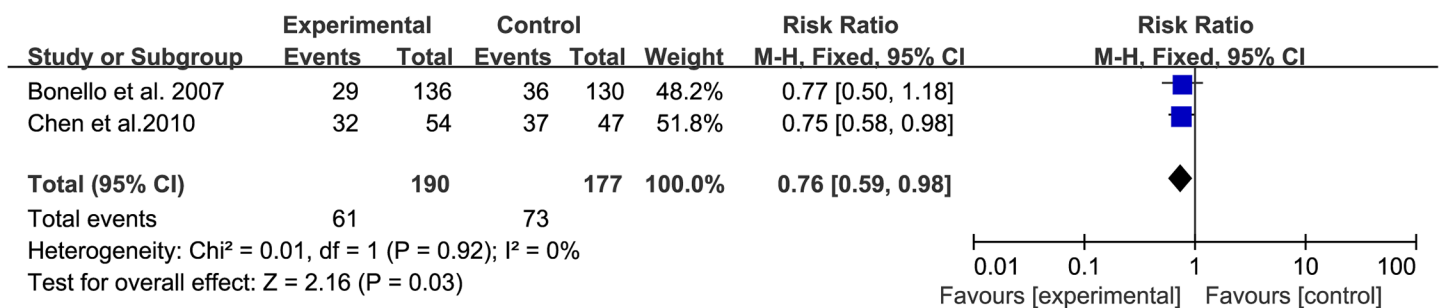 Experimental Control Risk Ratio Risk Ratio
Study or Subgroup Events Total Events Total Weight M-H, Fixed, 95% CI M-H, Fixed, 95% CI
Bonello et al. 2007 29 136 36 130 48.2% 0.77 [0.50, 1.18]
Chen et al.2010 32 54 37 47 51.8% 0.75 [0.58, 0.98]
Total (95% CI) 190 177 100.0% 0.76 [0.59, 0.98]
Total events 61 73
Heterogeneity: Chi² = 0.01, df = 1 (P = 0.92); I² = 0%
Test for overall effect: Z = 2.16 (P = 0.03)
0.01 0.1 1 10 100
Favours [experimental] Favours [control]